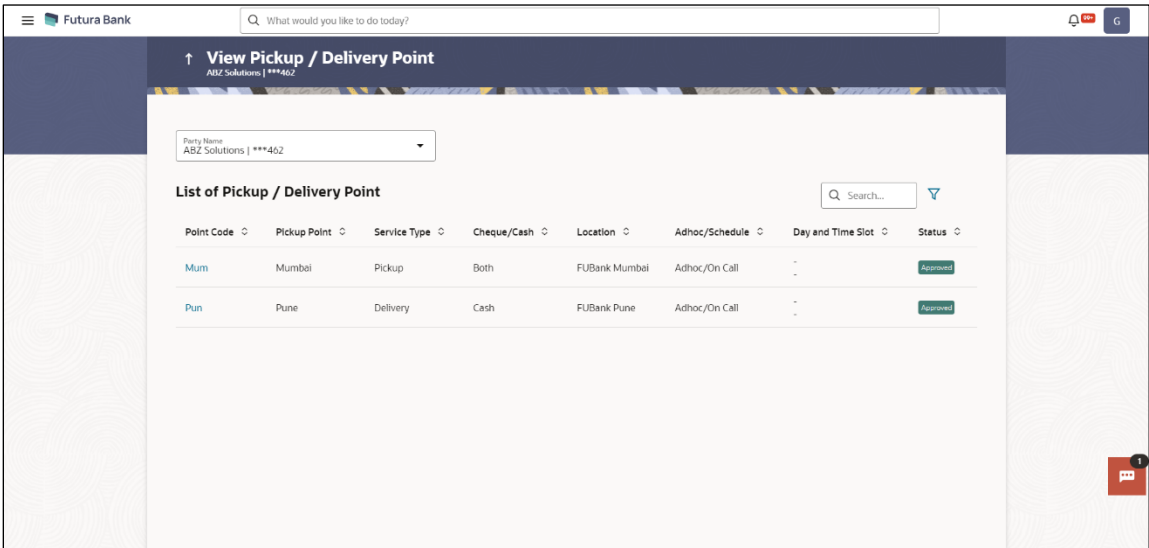 Futura Bank
What would you like to do today?
99+
G
↑ View Pickup / Delivery Point
ABZ Solutions | ***462
Party Name
ABZ Solutions | ***462
List of Pickup / Delivery Point
Search...
Point Code Pickup Point Service Type Cheque/Cash Location Adhoc/Schedule Day and Time Slot Status
Mum Mumbai Pickup Both FUBank Mumbai Adhoc/On Call - Approved
-
Pun Pune Delivery Cash FUBank Pune Adhoc/On Call - Approved
-
1